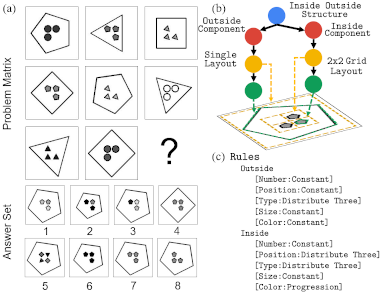 (a)
Problem Matrix
?
Answer Set
1 2 3 4
5 6 7 8
(b)
Inside Outside
Structure
Outside
Component
Inside
Component
Single
Layout
2x2 Grid
Layout
(c) Rules
Outside
[Number:Constant]
[Position:Constant]
[Type:Distribute Three]
[Size:Constant]
[Color:Constant]
Inside
[Number:Constant]
[Position:Distribute Three]
[Type:Distribute Three]
[Size:Constant]
[Color:Progression]